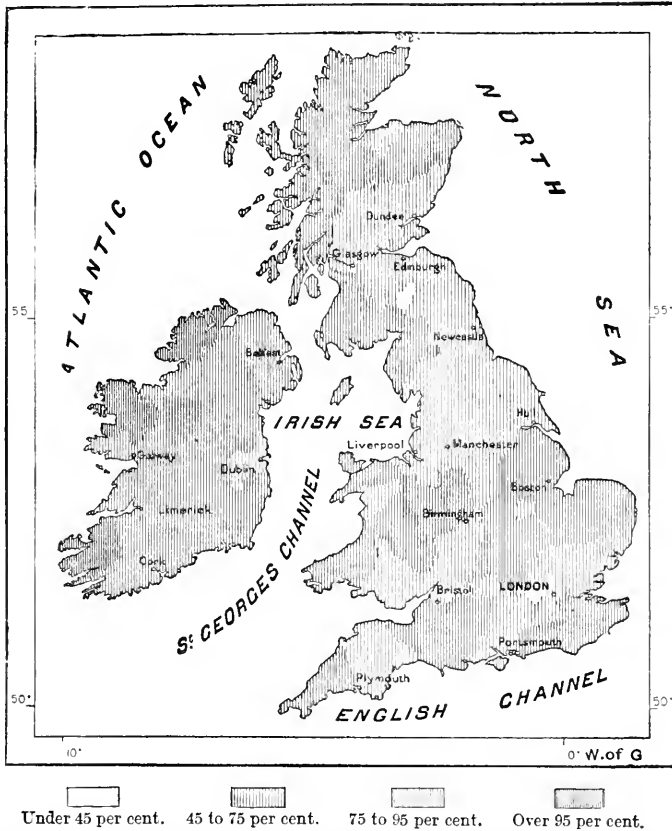 ATLANTIC OCEAN
NORTH SEA
Dundee
Glasgow
Edinburgh
55°
55°
Newcastle
Belfast
IRISH SEA
Hull
Liverpool
Manchester
Galway
Dublin
Boston
Limerick
Birmingham
Cork
St GEORGES CHANNEL
Bristol
LONDON
Portsmouth
Plymouth
50°
50°
ENGLISH CHANNEL
10°
0° W. of G
Under 45 per cent. 45 to 75 per cent. 75 to 95 per cent. Over 95 per cent.